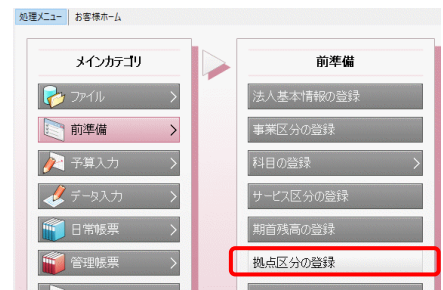 処理メニュー お客様ホーム
メインカテゴリ
ファイル
前準備
予算入力
データ入力
日常帳票
管理帳票
前準備
法人基本情報の登録
事業区分の登録
科目の登録
サービス区分の登録
期首残高の登録
拠点区分の登録